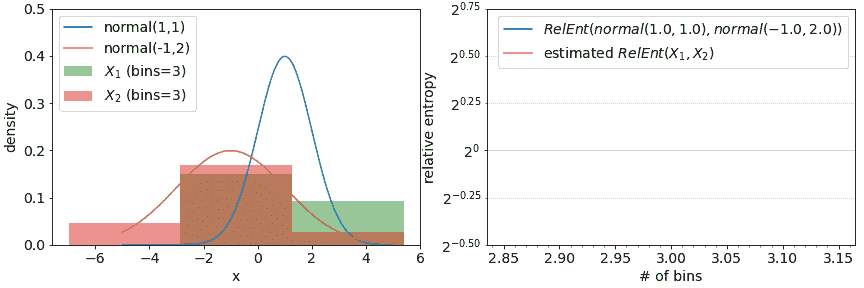 0.5
0.4
0.3
0.2
0.1
0.0
density
normal(1,1)
normal(-1,2)
X₁ (bins=3)
X₂ (bins=3)
−6 −4 −2 0 2 4 6
x
2^0.75
2^0.50
2^0.25
2^0
2^−0.25
2^−0.50
relative entropy
RelEnt(normal(1.0, 1.0), normal(−1.0, 2.0))
estimated RelEnt(X₁, X₂)
2.85 2.90 2.95 3.00 3.05 3.10 3.15
# of bins